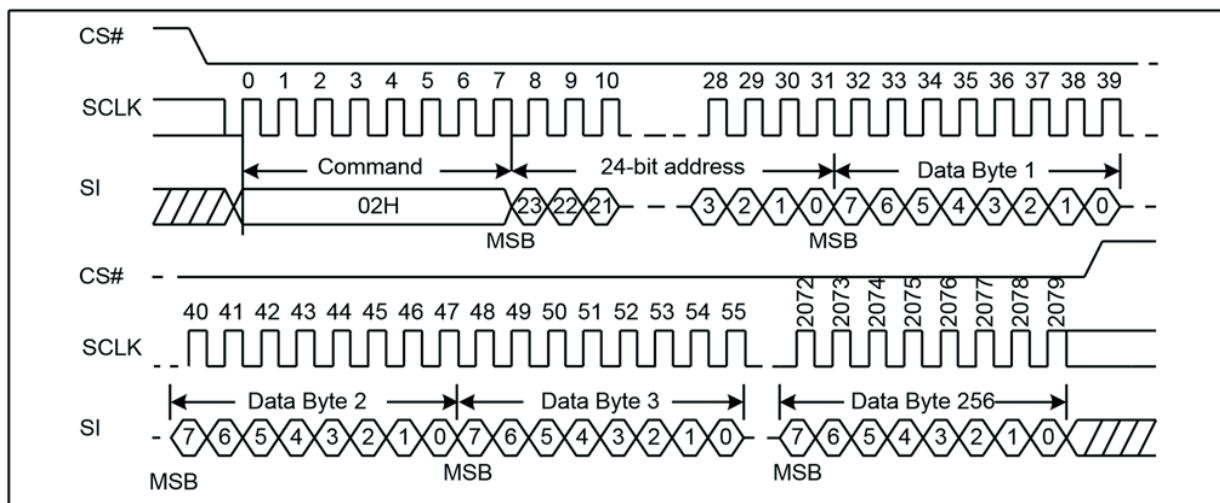 CS#
0 1 2 3 4 5 6 7 8 9 10 28 29 30 31 32 33 34 35 36 37 38 39
SCLK
Command 24-bit address Data Byte 1
SI
02H 23 22 21 3 2 1 0 7 6 5 4 3 2 1 0
MSB MSB
CS#
40 41 42 43 44 45 46 47 48 49 50 51 52 53 54 55 2072 2073 2074 2075 2076 2077 2078 2079
SCLK
Data Byte 2 Data Byte 3 Data Byte 256
SI
7 6 5 4 3 2 1 0 7 6 5 4 3 2 1 0 7 6 5 4 3 2 1 0
MSB MSB MSB